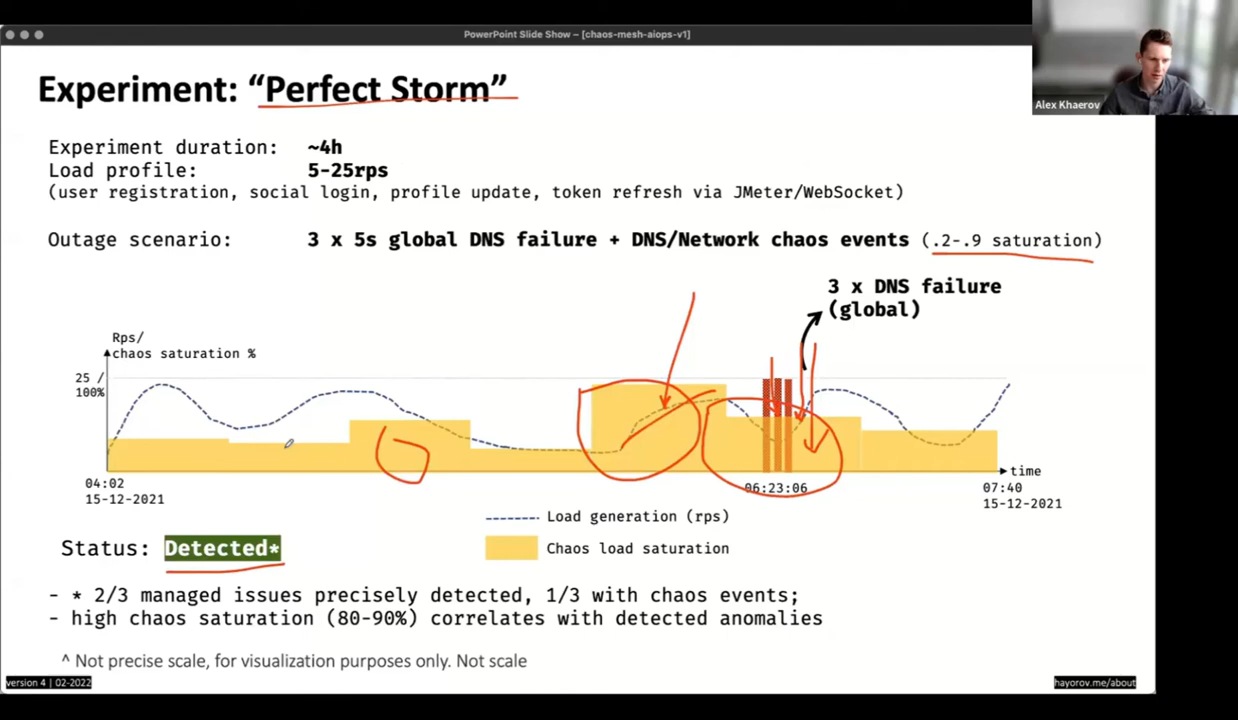 PowerPoint Slide Show – [chaos-mesh-aiops-v1]
Alex Khaerov
Experiment: “Perfect Storm”
Experiment duration: ~4h
Load profile: 5-25rps
(user registration, social login, profile update, token refresh via JMeter/WebSocket)
Outage scenario: 3 x 5s global DNS failure + DNS/Network chaos events (.2-.9 saturation)
3 x DNS failure
(global)
Rps/
chaos saturation %
25 /
100%
time
04:02
15-12-2021
06:23:06
07:40
15-12-2021
Load generation (rps)
Chaos load saturation
Status: Detected*
- * 2/3 managed issues precisely detected, 1/3 with chaos events;
- high chaos saturation (80-90%) correlates with detected anomalies
^ Not precise scale, for visualization purposes only. Not scale
version 4 | 02-2022
hayorov.me/about